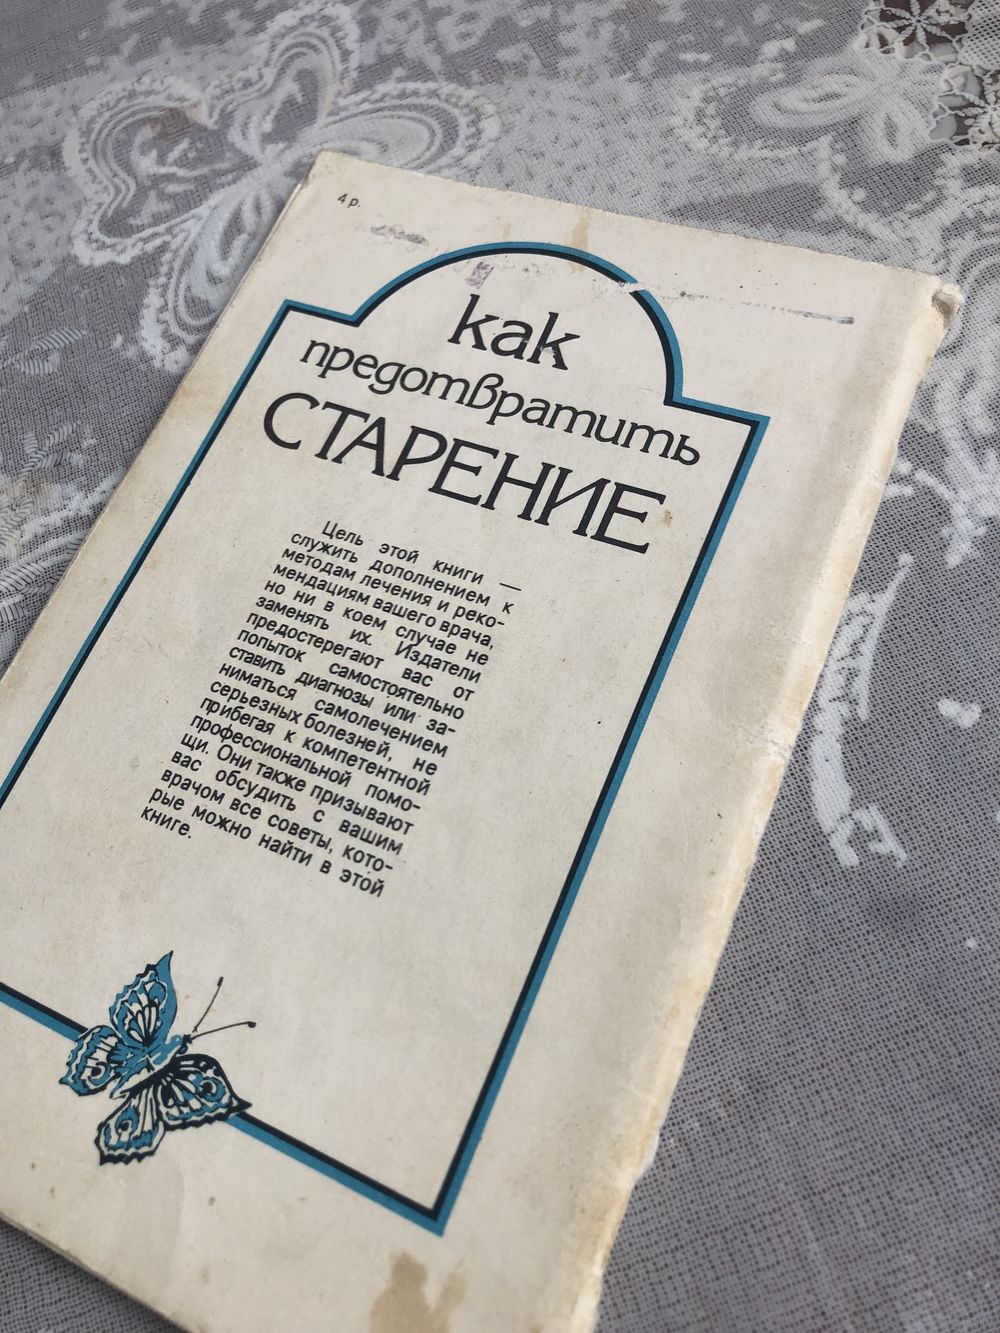 4 р.
как
предотвратить
СТАРЕНИЕ
Цель этой книги —
служить дополнением к
методам лечения и реко-
мендациям вашего врача,
но ни в коем случае не
заменять их. Издатели
предостерегают вас от
попыток самостоятельно
ставить диагнозы или за-
ниматься самолечением
серьезных болезней, не
прибегая к компетентной
профессиональной помо-
щи. Они также призывают
вас обсудить с вашим
врачом все советы, кото-
рые можно найти в этой
книге.